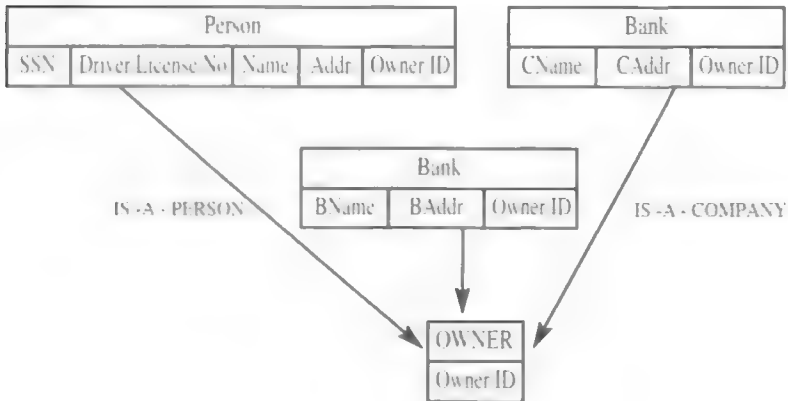 Person
SSN Driver License No Name Addr Owner ID
Bank
CName CAddr Owner ID
Bank
BName BAddr Owner ID
IS -A - PERSON
IS -A - COMPANY
OWNER
Owner ID